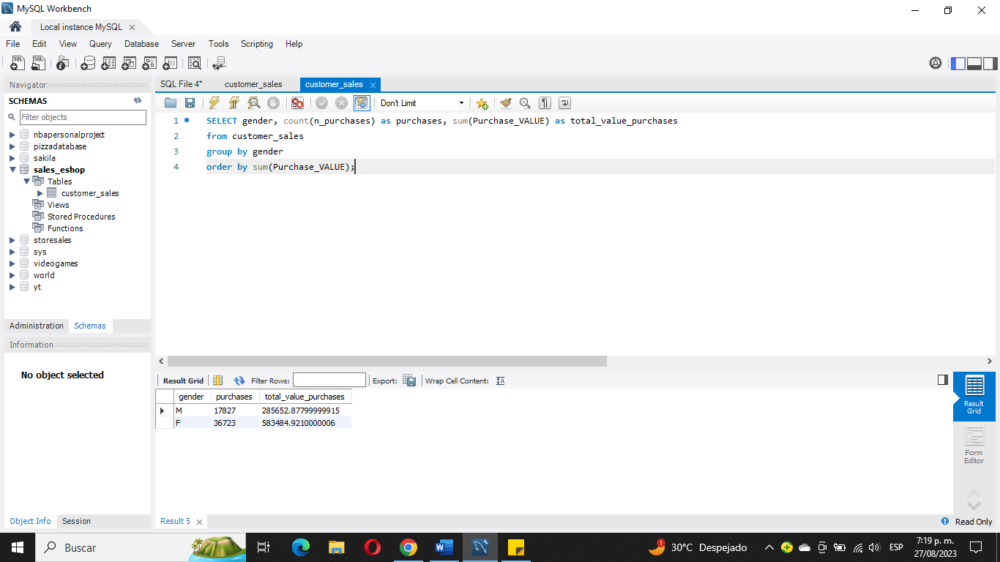 MySQL Workbench
Local instance MySQL
File Edit View Query Database Server Tools Scripting Help
Navigator
SCHEMAS
Filter objects
nbapersonalproject
pizzadatabase
sakila
sales_eshop
Tables
customer_sales
Views
Stored Procedures
Functions
storesales
sys
videogames
world
yt
Administration Schemas
Information
No object selected
Object Info Session
SQL File 4* customer_sales customer_sales
Don't Limit
1 SELECT gender, count(n_purchases) as purchases, sum(Purchase_VALUE) as total_value_purchases
2 from customer_sales
3 group by gender
4 order by sum(Purchase_VALUE);
Result Grid Filter Rows: Export: Wrap Cell Content:
gender purchases total_value_purchases
M 17827 285652.87799999915
F 36723 583484.9210000006
Result Grid
Form Editor
Result 5
Read Only
Buscar
1
30°C Despejado
ESP
7:19 p. m.
27/08/2023